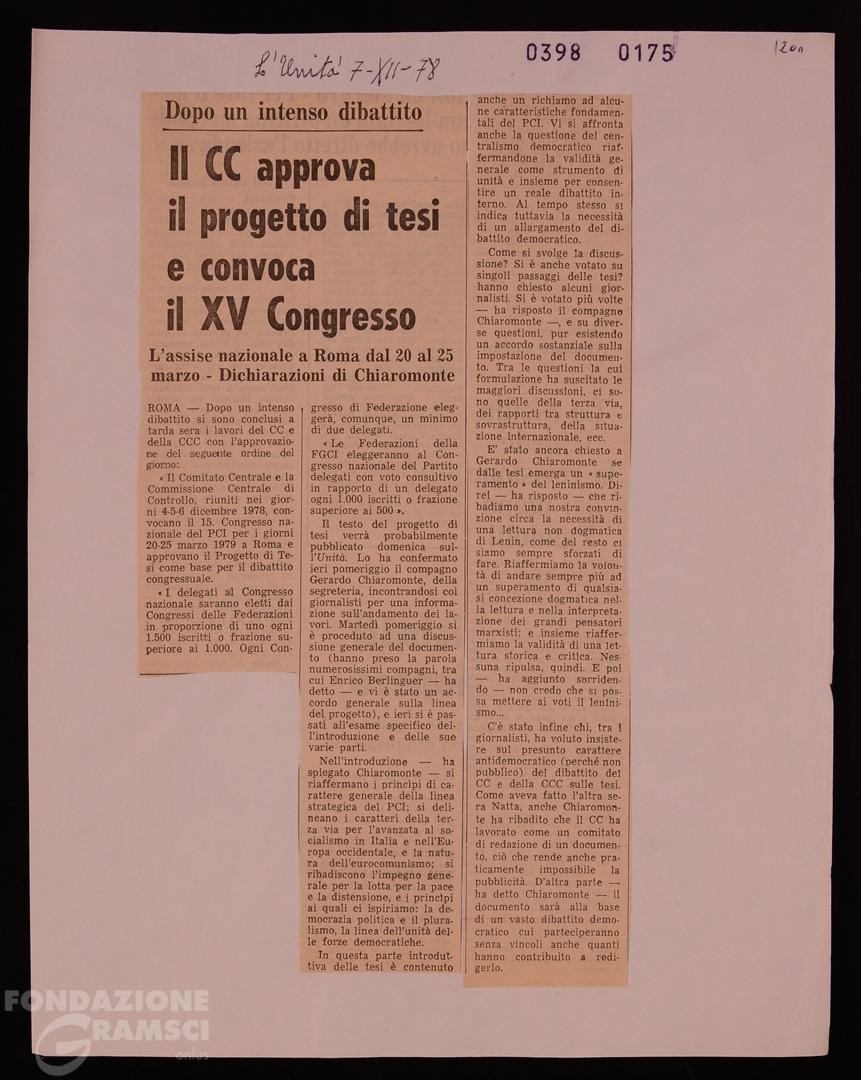 L'Unità 7-XII-78
0398 0175
1200
Dopo un intenso dibattito
Il CC approva
il progetto di tesi
e convoca
il XV Congresso
L'assise nazionale a Roma dal 20 al 25
marzo - Dichiarazioni di Chiaromonte
ROMA — Dopo un intenso
dibattito si sono conclusi a
tarda sera i lavori del CC e
della CCC con l'approvazio-
ne del seguente ordine del
giorno:
« Il Comitato Centrale e la
Commissione Centrale di
Controllo, riuniti nei gior-
ni 4-5-6 dicembre 1978, con-
vocano il 15. Congresso na-
zionale del PCI per i giorni
20-25 marzo 1979 a Roma e
approvano il Progetto di Te-
si come base per il dibattito
congressuale.
« I delegati al Congresso
nazionale saranno eletti dai
Congressi delle Federazioni
in proporzione di uno ogni
1.500 iscritti o frazione su-
periore ai 1.000. Ogni Con-
gresso di Federazione eleg-
gerà, comunque, un minimo
di due delegati.
« Le Federazioni della
FGCI eleggeranno al Con-
gresso nazionale del Partito
delegati con voto consultivo
in rapporto di un delegato
ogni 1.000 iscritti o frazione
superiore ai 500 ».
Il testo del progetto di
tesi verrà probabilmente
pubblicato domenica sul-
l'Unità. Lo ha confermato
ieri pomeriggio il compagno
Gerardo Chiaromonte, della
segreteria, incontrandosi coi
giornalisti per una informa-
zione sull'andamento dei la-
vori. Martedì pomeriggio si
è proceduto ad una discus-
sione generale del documen-
to (hanno preso la parola
numerosissimi compagni, tra
cui Enrico Berlinguer — ha
detto — e vi è stato un ac-
cordo generale sulla linea
del progetto), e ieri si è pas-
sati all'esame specifico del-
l'introduzione e delle sue
varie parti.
Nell'introduzione — ha
spiegato Chiaromonte — si
riaffermano i principi di ca-
rattere generale della linea
strategica del PCI; si deli-
neano i caratteri della ter-
za via per l'avanzata al so-
cialismo in Italia e nell'Eu-
ropa occidentale, e la natu-
ra dell'eurocomunismo; si
ribadiscono l'impegno gene-
rale per la lotta per la pace
e la distensione, e i principi
ai quali ci ispiriamo: la de-
mocrazia politica e il plura-
lismo, la linea dell'unità del-
le forze democratiche.
In questa parte introdut-
tiva delle tesi è contenuto
anche un richiamo ad alcu-
ne caratteristiche fondamen-
tali del PCI. Vi si affronta
anche la questione del cen-
tralismo democratico riaf-
fermandone la validità ge-
nerale come strumento di
unità e insieme per consen-
tire un reale dibattito in-
terno. Al tempo stesso si
indica tuttavia la necessità
di un allargamento del di-
battito democratico.
Come si svolge la discus-
sione? Si è anche votato su
singoli passaggi delle tesi?
hanno chiesto alcuni gior-
nalisti. Si è votato più volte
— ha risposto il compagno
Chiaromonte —, e su diver-
se questioni, pur esistendo
un accordo sostanziale sulla
impostazione del documen-
to. Tra le questioni la cui
formulazione ha suscitato le
maggiori discussioni, ci so-
no quelle della terza via,
dei rapporti tra struttura e
sovrastruttura, della situa-
zione internazionale, ecc.
E' stato ancora chiesto a
Gerardo Chiaromonte se
dalle tesi emerga un « supe-
ramento » del leninismo. Di-
rei — ha risposto — che ri-
badiamo una nostra convin-
zione circa la necessità di
una lettura non dogmatica
di Lenin, come del resto ci
siamo sempre sforzati di
fare. Riaffermiamo la volon-
tà di andare sempre più ad
un superamento di qualsia-
si concezione dogmatica nel-
la lettura e nella interpreta-
zione dei grandi pensatori
marxisti; e insieme riaffer-
miamo la validità di una let-
tura storica e critica. Nes-
suna ripulsa, quindi. E poi
— ha aggiunto sorriden-
do — non credo che si pos-
sa mettere ai voti il lenini-
smo...
C'è stato infine chi, tra i
giornalisti, ha voluto insiste-
re sul presunto carattere
antidemocratico (perché non
pubblico) del dibattito del
CC e della CCC sulle tesi.
Come aveva fatto l'altra se-
ra Natta, anche Chiaromon-
te ha ribadito che il CC ha
lavorato come un comitato
di redazione di un documen-
to, ciò che rende anche pra-
ticamente impossibile la
pubblicità. D'altra parte —
ha detto Chiaromonte — il
documento sarà alla base
di un vasto dibattito demo-
cratico cui parteciperanno
senza vincoli anche quanti
hanno contribuito a redi-
gerlo.
FONDAZIONE
GRAMSCI
onlus